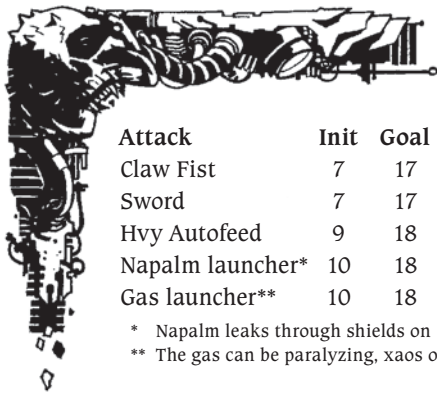 Attack Init Goal
Claw Fist 7 17
Sword 7 17
Hvy Autofeed 9 18
Napalm launcher* 10 18
Gas launcher** 10 18
* Napalm leaks through shields on
** The gas can be paralyzing, xaos o